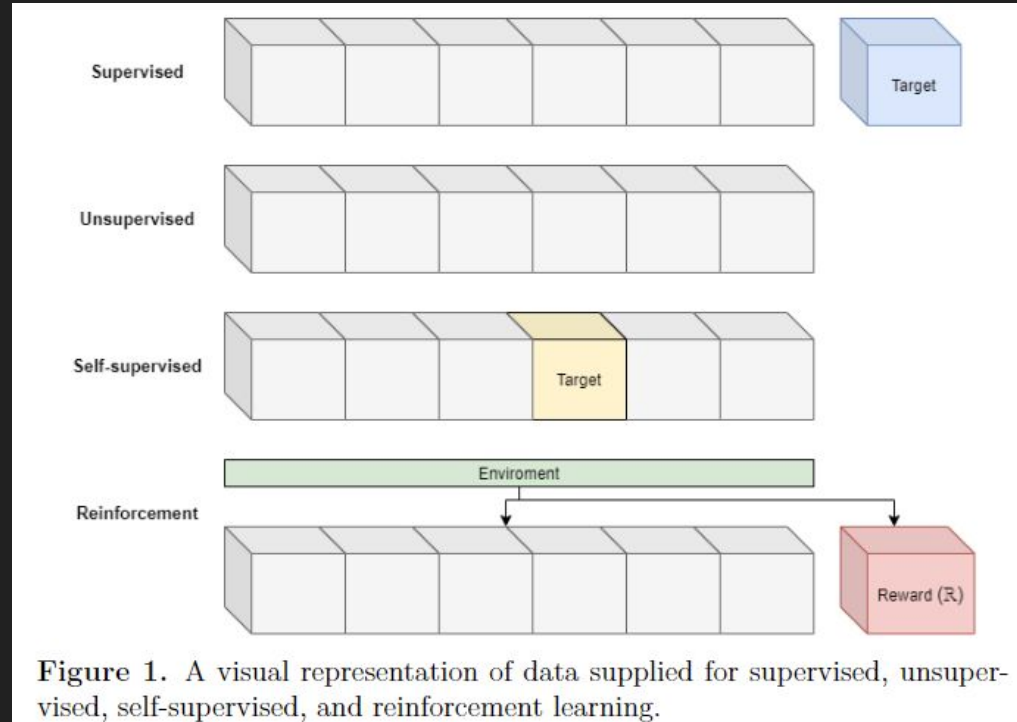 Supervised
Target
Unsupervised
Self-supervised
Target
Enviroment
Reinforcement
Reward (ℝ)
Figure 1. A visual representation of data supplied for supervised, unsuper-
vised, self-supervised, and reinforcement learning.